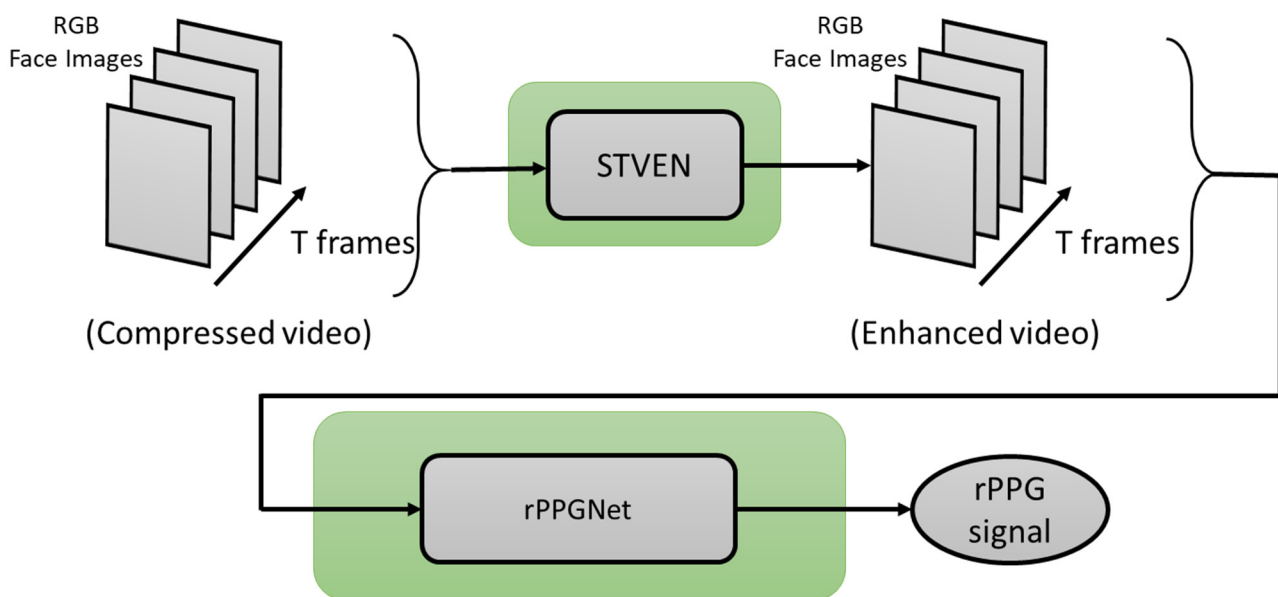 RGB
Face Images
T frames
(Compressed video)
STVEN
RGB
Face Images
T frames
(Enhanced video)
rPPGNet
rPPG
signal